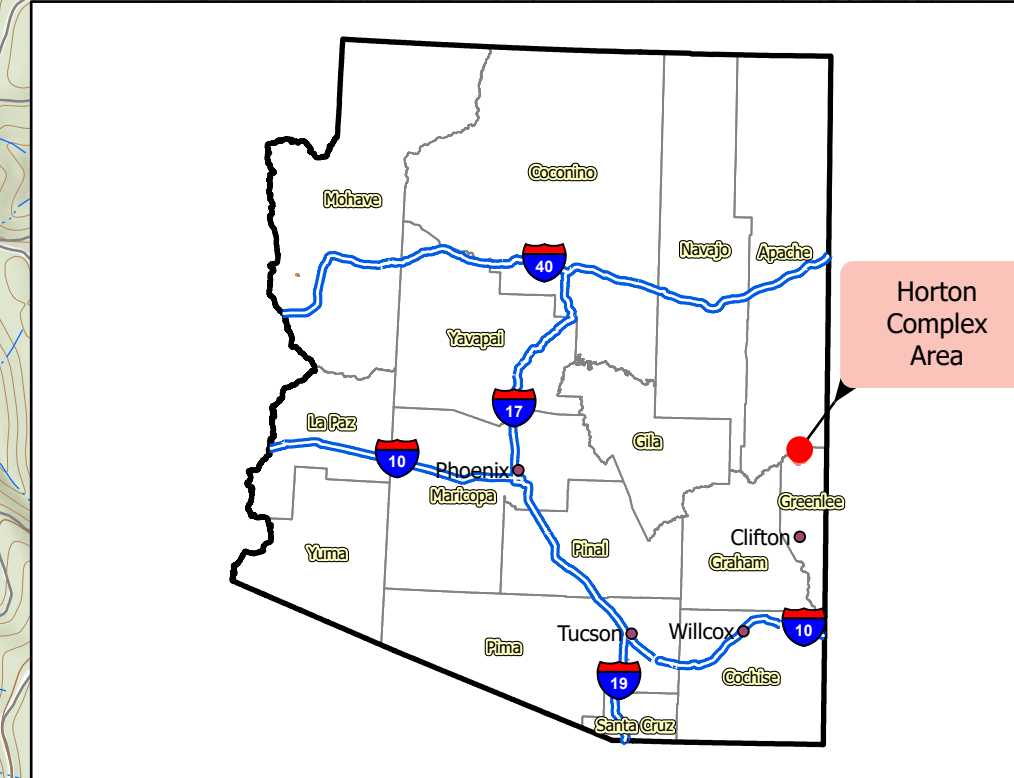 Coconino
Mohave
Navajo
Apache
40
Horton
Complex
Area
Yavapai
17
La Paz
Gila
10
Phoenix
Maricopa
Greenlee
Clifton
Yuma
Pinal
Graham
Tucson
Willcox
10
Pima
19
Cochise
Santa Cruz